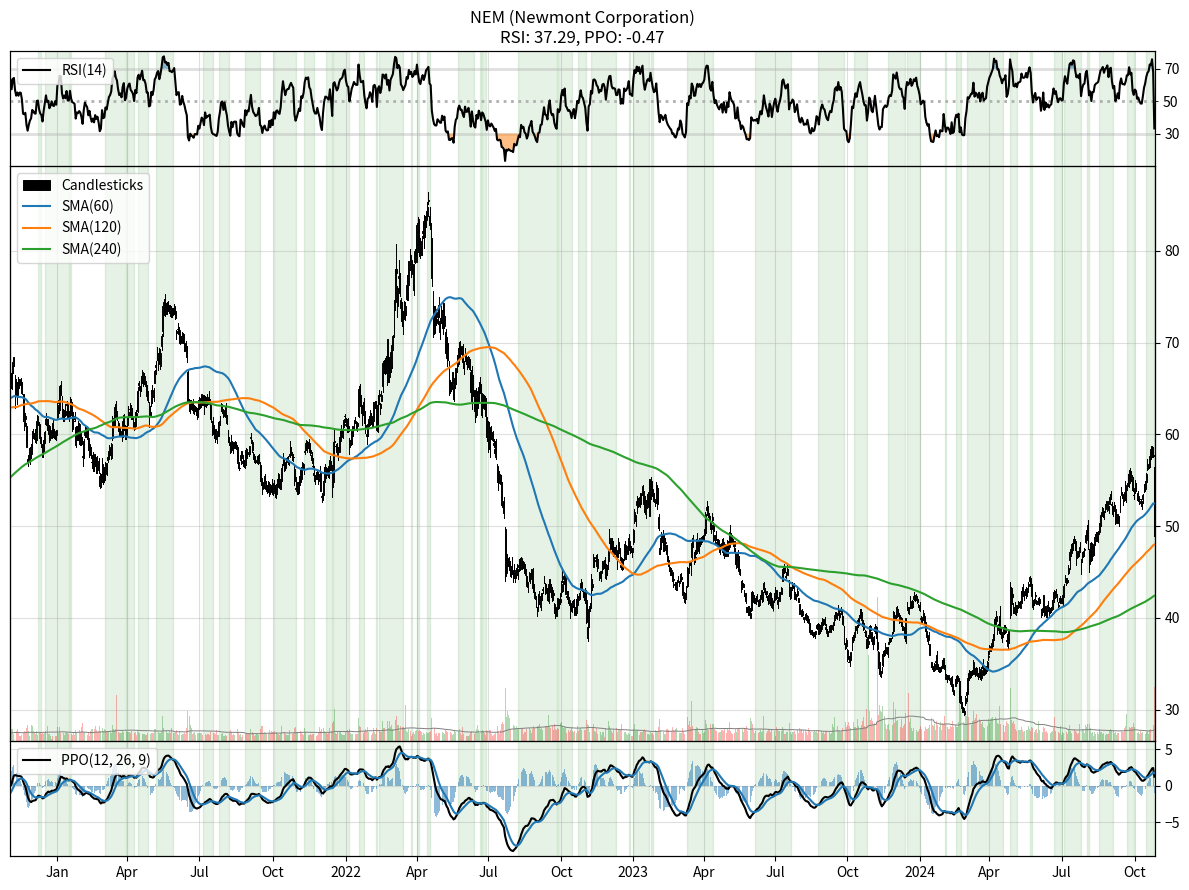 NEM (Newmont Corporation)
RSI: 37.29, PPO: -0.47
RSI(14)
70
50
30
Candlesticks
SMA(60)
SMA(120)
SMA(240)
80
70
60
50
40
30
PPO(12, 26, 9)
5
0
−5
Jan Apr Jul Oct 2022 Apr Jul Oct 2023 Apr Jul Oct 2024 Apr Jul Oct